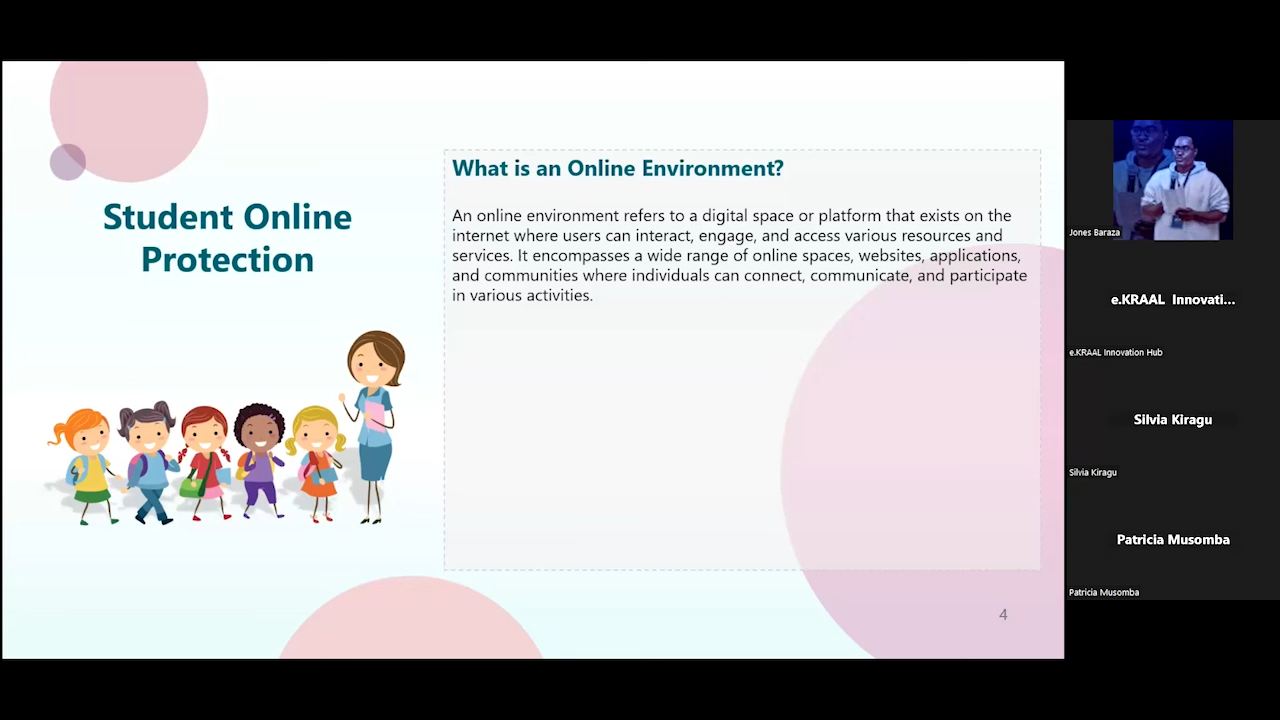 Student Online
Protection
What is an Online Environment?
An online environment refers to a digital space or platform that exists on the
internet where users can interact, engage, and access various resources and
services. It encompasses a wide range of online spaces, websites, applications,
and communities where individuals can connect, communicate, and participate
in various activities.
4
Jones Baraza
e.KRAAL Innovati...
e.KRAAL Innovation Hub
Silvia Kiragu
Silvia Kiragu
Patricia Musomba
Patricia Musomba